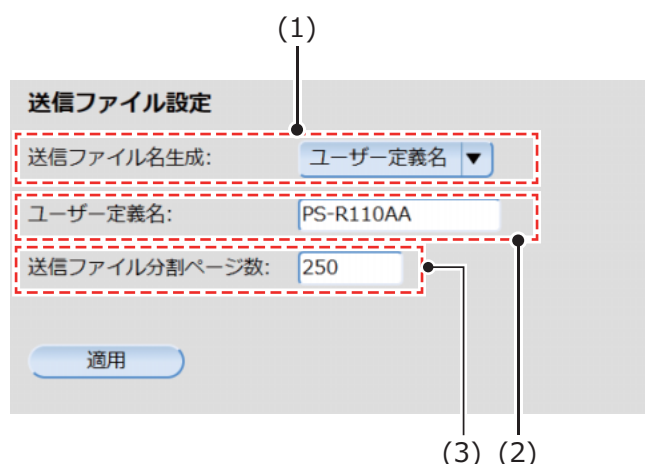 (1)
送信ファイル設定
送信ファイル名生成: ユーザー定義名 ▼
ユーザー定義名: PS-R110AA
送信ファイル分割ページ数: 250
適用
(3) (2)